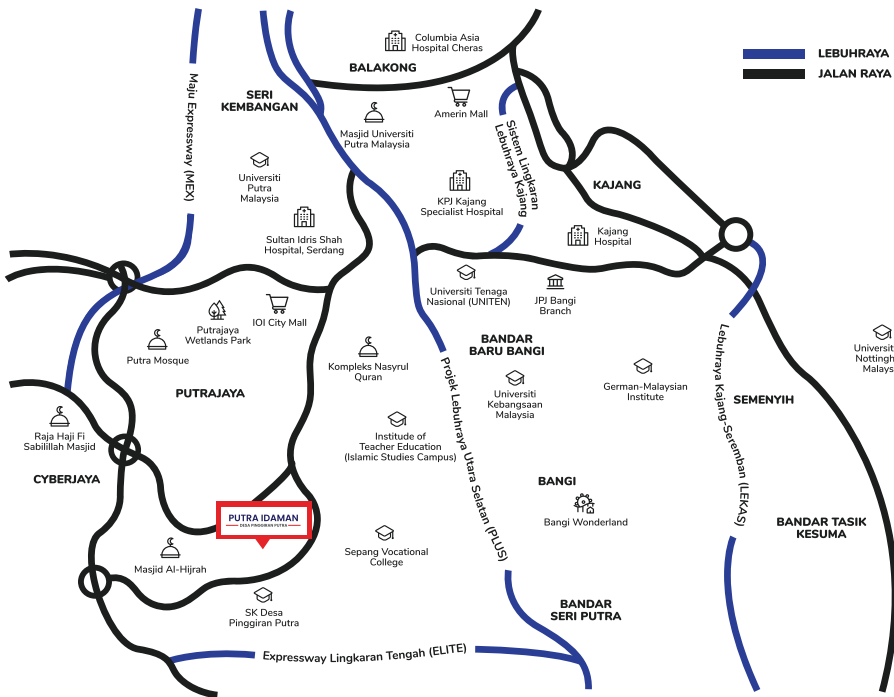 Columbia Asia
Hospital Cheras
BALAKONG
LEBUHRAYA
JALAN RAYA
SERI
KEMBANGAN
Maju Expressway (MEX)
Amerin Mall
Masjid Universiti
Putra Malaysia
Sistem Lingkaran
Lebuhraya Kajang
Universiti
Putra
Malaysia
KAJANG
KPJ Kajang
Specialist Hospital
Sultan Idris Shah
Hospital, Serdang
Kajang
Hospital
Universiti Tenaga
Nasional (UNITEN)
JPJ Bangi
Branch
Putrajaya
Wetlands Park
IOI City Mall
Putra Mosque
BANDAR
BARU BANGI
Kompleks Nasyrul
Quran
Projek Lebuhraya Utara Selatan (PLUS)
Lebuhraya Kajang-Seremban (LEKAS)
Universit
Nottingh
Malays
PUTRAJAYA
Universiti
Kebangsaan
Malaysia
German-Malaysian
Institute
SEMENYIH
Raja Haji Fi
Sabilillah Masjid
Institude of
Teacher Education
(Islamic Studies Campus)
CYBERJAYA
BANGI
Bangi Wonderland
PUTRA IDAMAN
DESA PINGGIRAN PUTRA
BANDAR TASIK
KESUMA
Sepang Vocational
College
Masjid Al-Hijrah
SK Desa
Pinggiran Putra
BANDAR
SERI PUTRA
Expressway Lingkaran Tengah (ELITE)